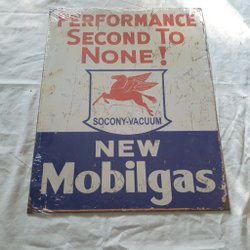 PERFORMANCE
SECOND TO
NONE!
SOCONY-VACUUM
NEW
Mobilgas